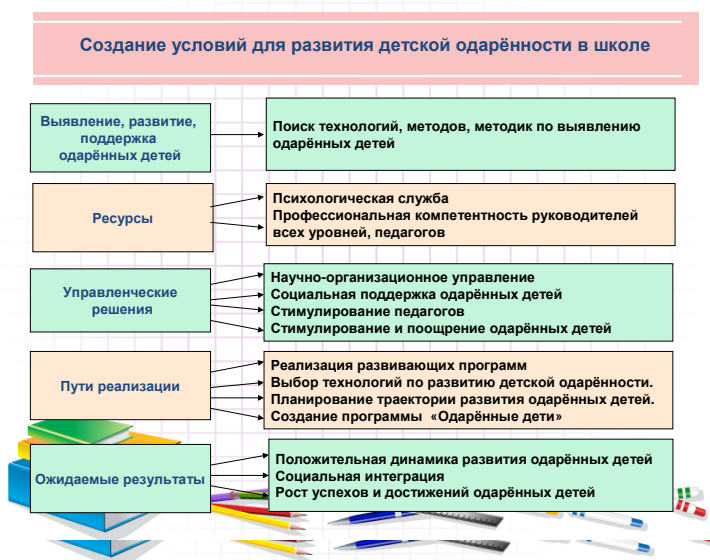 Создание условий для развития детской одарённости в школе
Выявление, развитие,
поддержка
одарённых детей
Поиск технологий, методов, методик по выявлению
одарённых детей
Ресурсы
Психологическая служба
Профессиональная компетентность руководителей
всех уровней, педагогов
Управленческие
решения
Научно-организационное управление
Социальная поддержка одарённых детей
Стимулирование педагогов
Стимулирование и поощрение одарённых детей
Пути реализации
Реализация развивающих программ
Выбор технологий по развитию детской одарённости.
Планирование траектории развития одарённых детей.
Создание программы «Одарённые дети»
Ожидаемые результаты
Положительная динамика развития одарённых детей
Социальная интеграция
Рост успехов и достижений одарённых детей